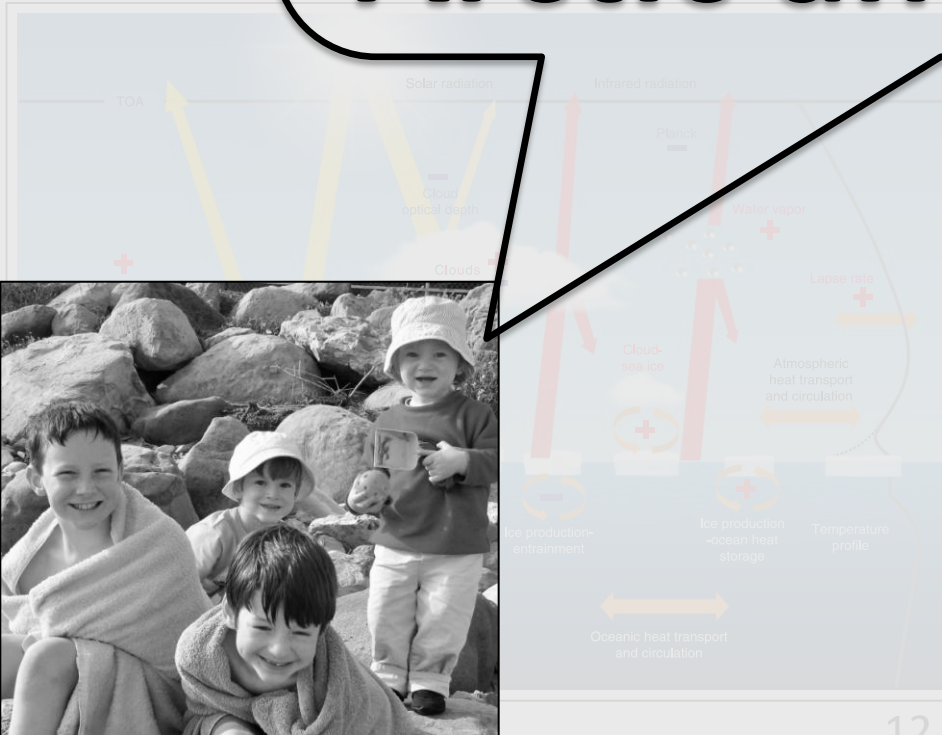 Solar radiation
Infrared radiation
TOA
Planck
Cloud
optical depth
Water vapor
Clouds
Lapse rate
Cloud-
sea ice
Atmospheric
heat transport
and circulation
Ice production-
entrainment
Ice production
-ocean heat
storage
Temperature
profile
Oceanic heat transport
and circulation
12